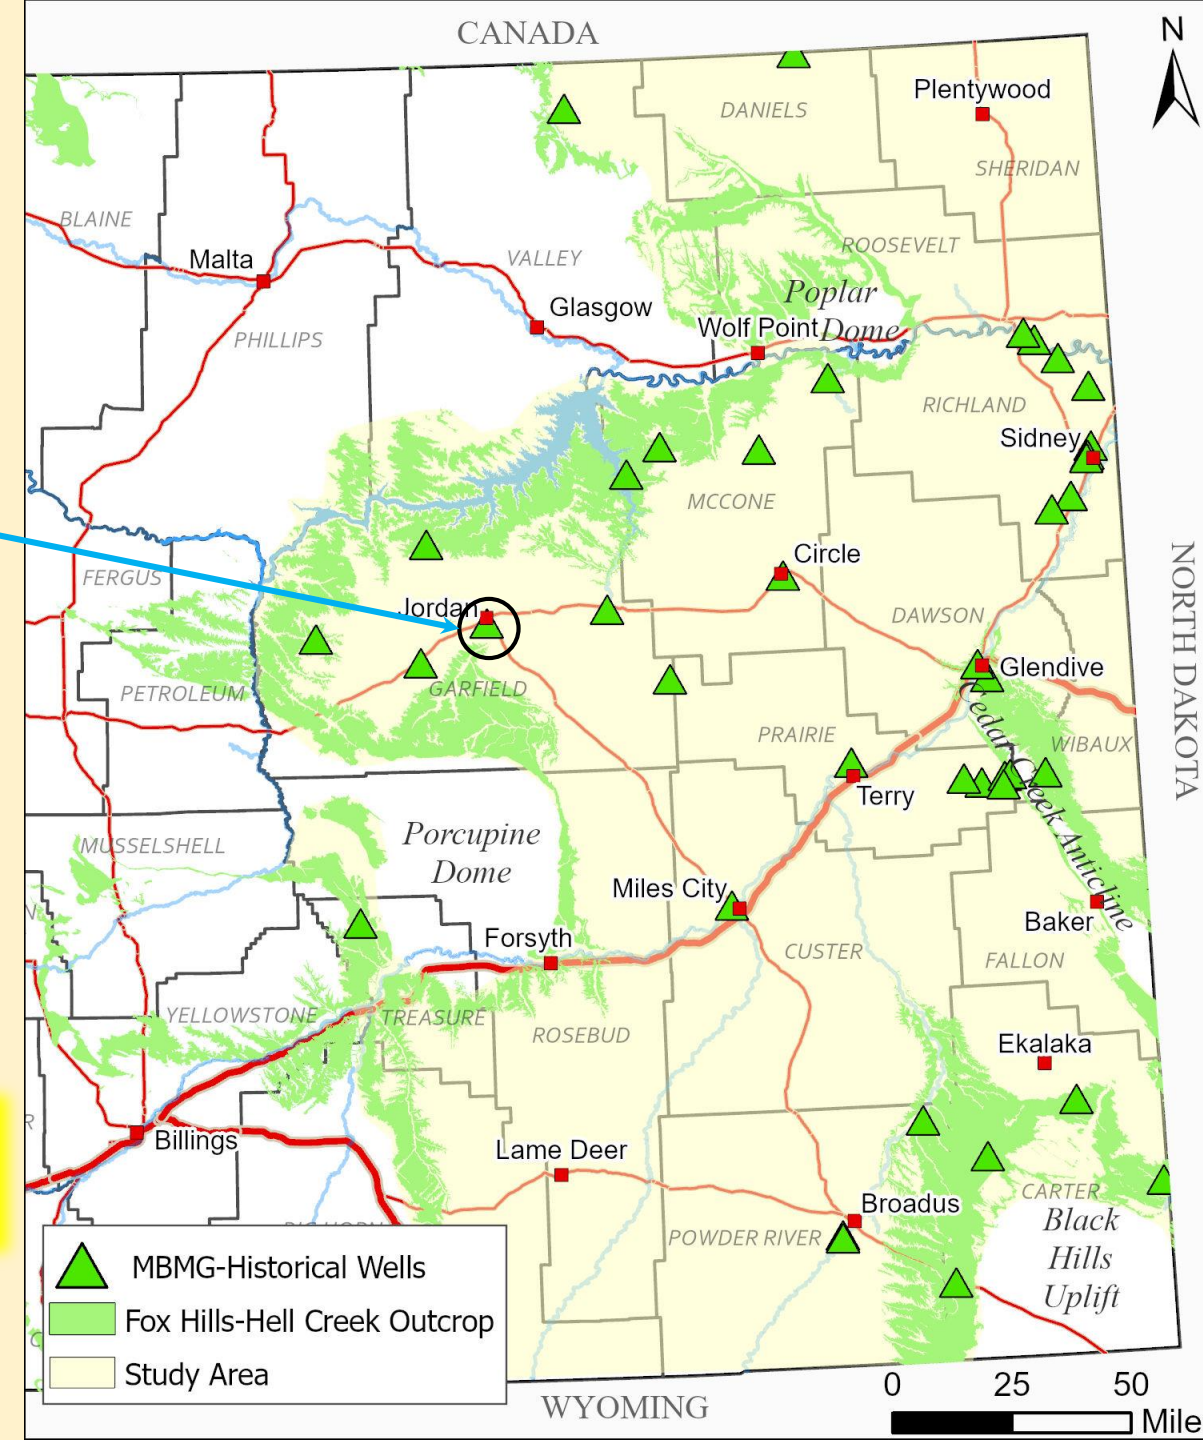 CANADA
N
Plentywood
DANIELS
SHERIDAN
BLAINE
ROOSEVELT
Malta
VALLEY
Poplar
Dome
Glasgow
Wolf Point
PHILLIPS
RICHLAND
Sidney
MCCONE
Circle
FERGUS
Jordan
DAWSON
NORTH DAKOTA
Glendive
PETROLEUM
GARFIELD
Cedar Creek Anticline
PRAIRIE
WIBAUX
Terry
Porcupine
Dome
MUSSELSHELL
Miles City
Baker
N
Forsyth
CUSTER
FALLON
YELLOWSTONE
TREASURE
ROSEBUD
Ekalaka
R
Billings
Lame Deer
CARTER
Broadus
Black
Hills
Uplift
POWDER RIVER
BIG HORN
MBMG-Historical Wells
Fox Hills-Hell Creek Outcrop
Study Area
WYOMING
0 25 50
Mile